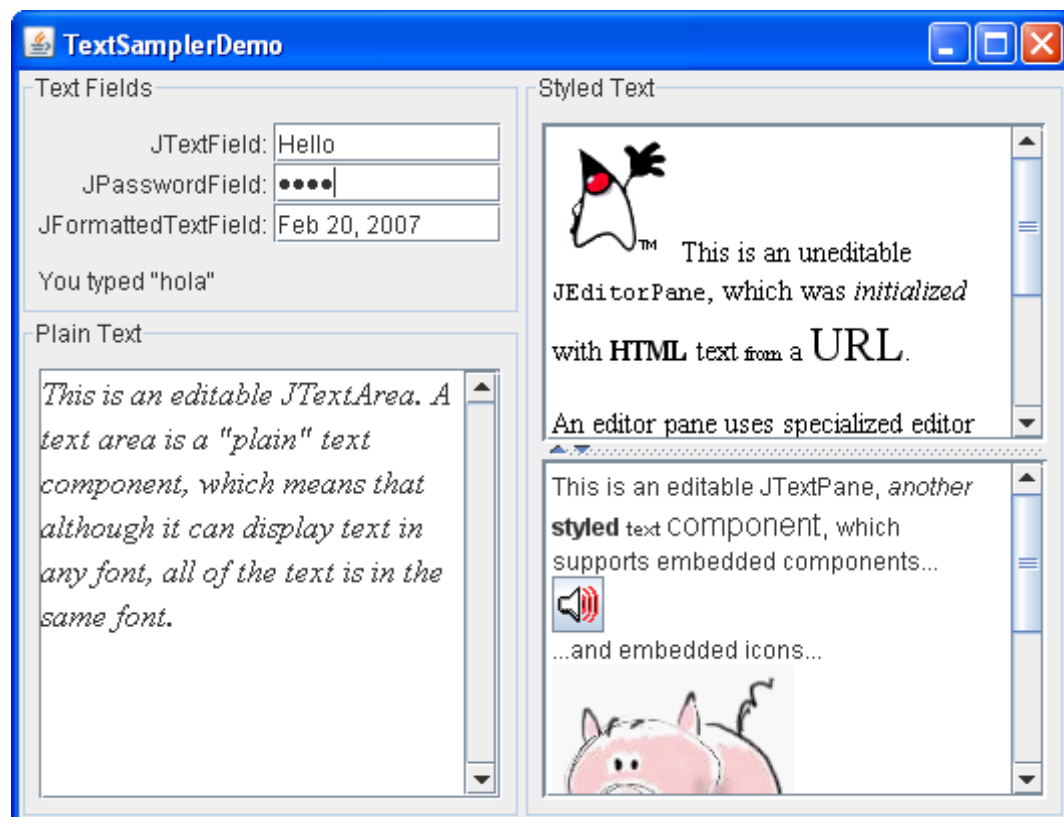 TextSamplerDemo
Text Fields
JTextField: Hello
JPasswordField: ••••
JFormattedTextField: Feb 20, 2007
You typed "hola"
Plain Text
This is an editable JTextArea. A
text area is a "plain" text
component, which means that
although it can display text in
any font, all of the text is in the
same font.
Styled Text
TM This is an uneditable
JEditorPane, which was initialized
with HTML text from a URL.
An editor pane uses specialized editor
This is an editable JTextPane, another
styled text component, which
supports embedded components...
...and embedded icons...